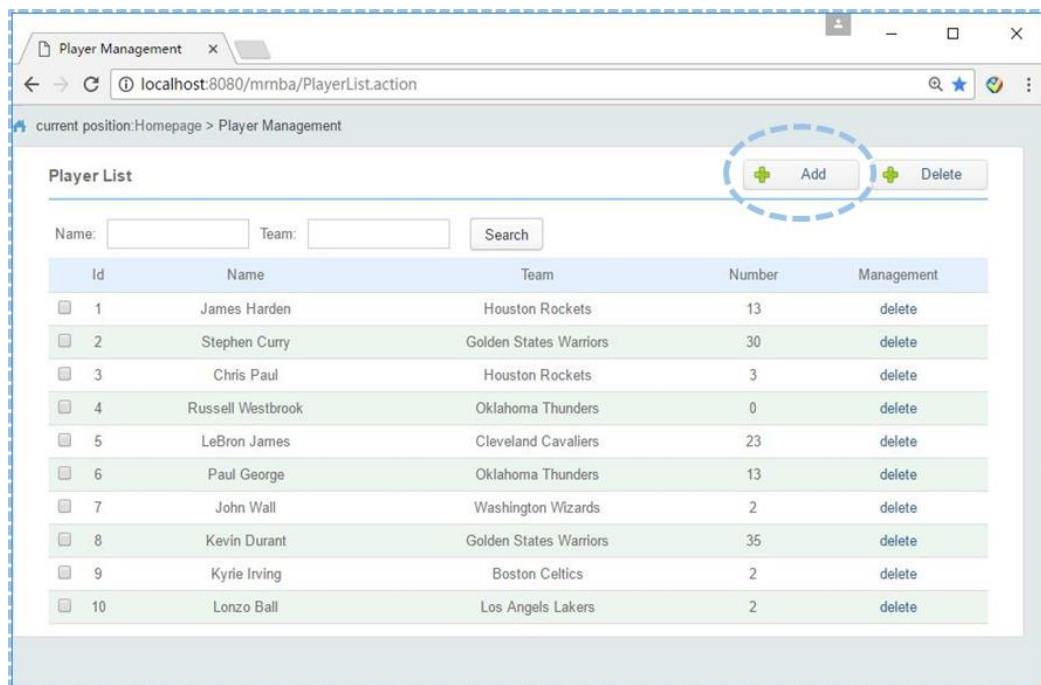 Player Management
localhost:8080/mrnba/PlayerList.action
current position:Homepage > Player Management
Player List Add Delete
Name: Team: Search
Id Name Team Number Management
1 James Harden Houston Rockets 13 delete
2 Stephen Curry Golden States Warriors 30 delete
3 Chris Paul Houston Rockets 3 delete
4 Russell Westbrook Oklahoma Thunders 0 delete
5 LeBron James Cleveland Cavaliers 23 delete
6 Paul George Oklahoma Thunders 13 delete
7 John Wall Washington Wizards 2 delete
8 Kevin Durant Golden States Warriors 35 delete
9 Kyrie Irving Boston Celtics 2 delete
10 Lonzo Ball Los Angels Lakers 2 delete